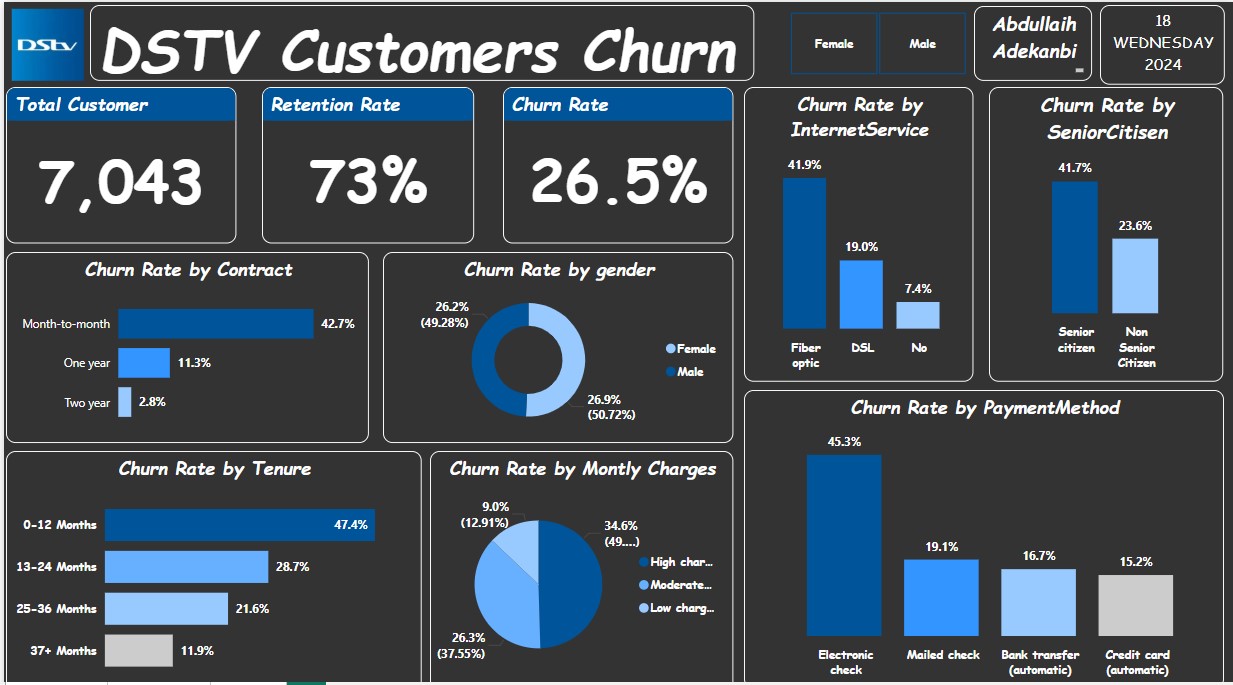 DStv
DSTV Customers Churn
Female
Male
Abdullaih
Adekanbi
18
WEDNESDAY
2024
Total Customer
7,043
Retention Rate
73%
Churn Rate
26.5%
Churn Rate by
InternetService
41.9%
19.0%
7.4%
Fiber
optic
DSL
No
Churn Rate by
SeniorCitisen
41.7%
23.6%
Senior
citizen
Non
Senior
Citizen
Churn Rate by Contract
Month-to-month
42.7%
One year
11.3%
Two year
2.8%
Churn Rate by gender
26.2%
(49.28%)
26.9%
(50.72%)
Female
Male
Churn Rate by Tenure
0-12 Months
47.4%
13-24 Months
28.7%
25-36 Months
21.6%
37+ Months
11.9%
Churn Rate by Montly Charges
9.0%
(12.91%)
34.6%
(49....)
26.3%
(37.55%)
High char...
Moderate...
Low charg...
Churn Rate by PaymentMethod
45.3%
19.1%
16.7%
15.2%
Electronic
check
Mailed check
Bank transfer
(automatic)
Credit card
(automatic)